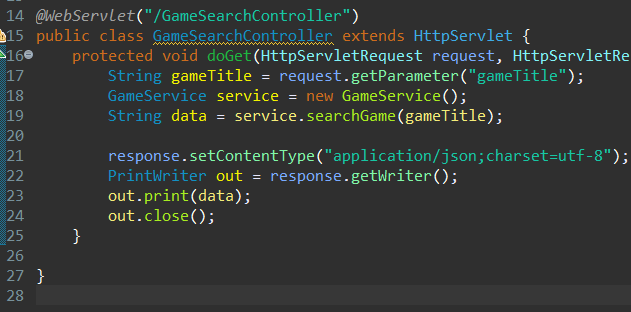 14 @WebServlet("/GameSearchController")
15 public class GameSearchController extends HttpServlet {
16     protected void doGet(HttpServletRequest request, HttpServletRe
17         String gameTitle = request.getParameter("gameTitle");
18         GameService service = new GameService();
19         String data = service.searchGame(gameTitle);
20
21         response.setContentType("application/json;charset=utf-8");
22         PrintWriter out = response.getWriter();
23         out.print(data);
24         out.close();
25     }
26
27 }
28